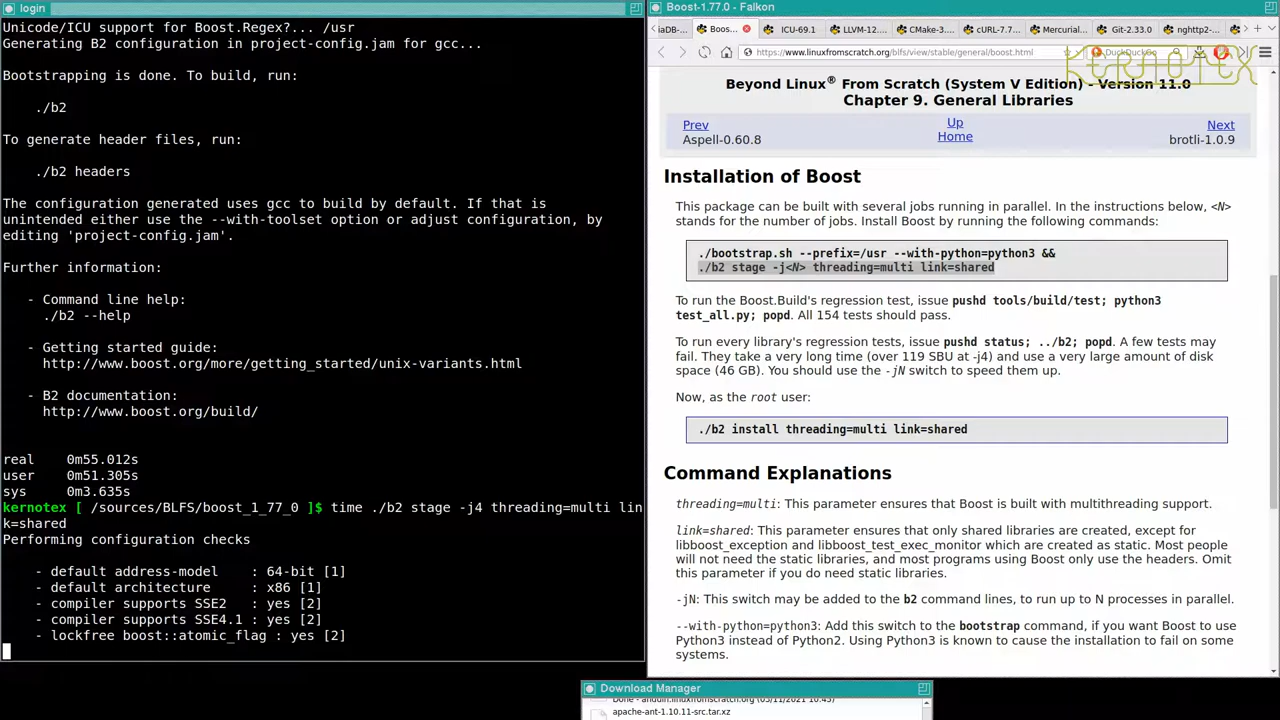 login
Unicode/ICU support for Boost.Regex?... /usr
Generating B2 configuration in project-config.jam for gcc...
Bootstrapping is done. To build, run:
./b2
To generate header files, run:
./b2 headers
The configuration generated uses gcc to build by default. If that is
unintended either use the --with-toolset option or adjust configuration, by
editing 'project-config.jam'.
Further information:
- Command line help:
./b2 --help
- Getting started guide:
http://www.boost.org/more/getting_started/unix-variants.html
- B2 documentation:
http://www.boost.org/build/
real 0m55.012s
user 0m51.305s
sys 0m3.635s
kernotex [ /sources/BLFS/boost_1_77_0 ]$ time ./b2 stage -j4 threading=multi lin
k=shared
Performing configuration checks
- default address-model : 64-bit [1]
- default architecture : x86 [1]
- compiler supports SSE2 : yes [2]
- compiler supports SSE4.1 : yes [2]
- lockfree boost::atomic_flag : yes [2]
Boost-1.77.0 - Falkon
iaDB-... Boos... ICU-69.1 LLVM-12... CMake-3.... cURL-7.7... Mercurial... Git-2.33.0 nghttp2-...
https://www.linuxfromscratch.org/blfs/view/stable/general/boost.html DuckDuckGo
KERNOTEX
Beyond Linux® From Scratch (System V Edition) - Version 11.0
Chapter 9. General Libraries
Prev Up Next
Aspell-0.60.8 Home brotli-1.0.9
Installation of Boost
This package can be built with several jobs running in parallel. In the instructions below, <N>
stands for the number of jobs. Install Boost by running the following commands:
./bootstrap.sh --prefix=/usr --with-python=python3 &&
./b2 stage -j<N> threading=multi link=shared
To run the Boost.Build's regression test, issue pushd tools/build/test; python3
test_all.py; popd. All 154 tests should pass.
To run every library's regression tests, issue pushd status; ../b2; popd. A few tests may
fail. They take a very long time (over 119 SBU at -j4) and use a very large amount of disk
space (46 GB). You should use the -jN switch to speed them up.
Now, as the root user:
./b2 install threading=multi link=shared
Command Explanations
threading=multi: This parameter ensures that Boost is built with multithreading support.
link=shared: This parameter ensures that only shared libraries are created, except for
libboost_exception and libboost_test_exec_monitor which are created as static. Most people
will not need the static libraries, and most programs using Boost only use the headers. Omit
this parameter if you do need static libraries.
-jN: This switch may be added to the b2 command lines, to run up to N processes in parallel.
--with-python=python3: Add this switch to the bootstrap command, if you want Boost to use
Python3 instead of Python2. Using Python3 is known to cause the installation to fail on some
systems.
Download Manager
Done - anduin.linuxfromscratch.org (05/11/2021 10:45)
apache-ant-1.10.11-src.tar.xz